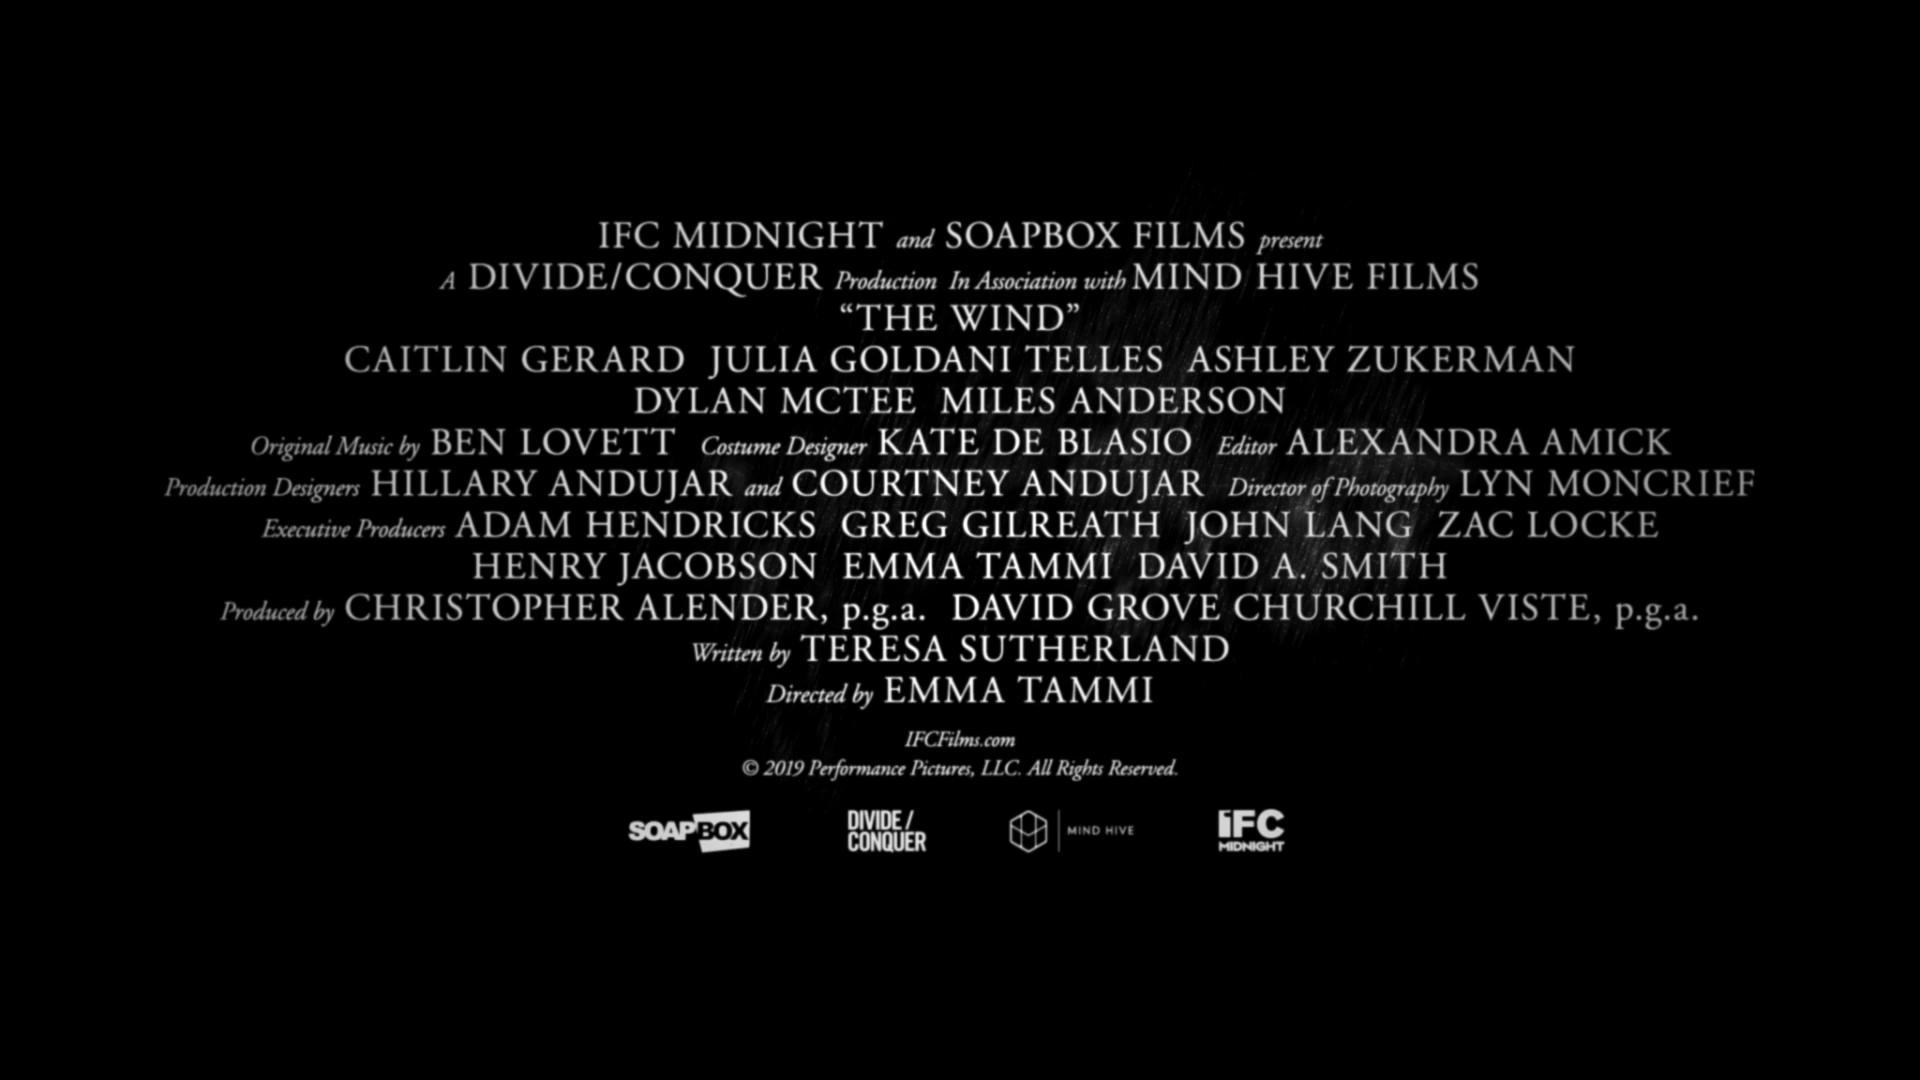 IFC MIDNIGHT and SOAPBOX FILMS present
A DIVIDE/CONQUER Production In Association with MIND HIVE FILMS
“THE WIND”
CAITLIN GERARD JULIA GOLDANI TELLES ASHLEY ZUKERMAN
DYLAN MCTEE MILES ANDERSON
Original Music by BEN LOVETT Costume Designer KATE DE BLASIO Editor ALEXANDRA AMICK
Production Designers HILLARY ANDUJAR and COURTNEY ANDUJAR Director of Photography LYN MONCRIEF
Executive Producers ADAM HENDRICKS GREG GILREATH JOHN LANG ZAC LOCKE
HENRY JACOBSON EMMA TAMMI DAVID A. SMITH
Produced by CHRISTOPHER ALENDER, p.g.a. DAVID GROVE CHURCHILL VISTE, p.g.a.
Written by TERESA SUTHERLAND
Directed by EMMA TAMMI
IFCFilms.com
© 2019 Performance Pictures, LLC. All Rights Reserved.
SOAPBOX
DIVIDE/
CONQUER
MIND HIVE
IFC
MIDNIGHT